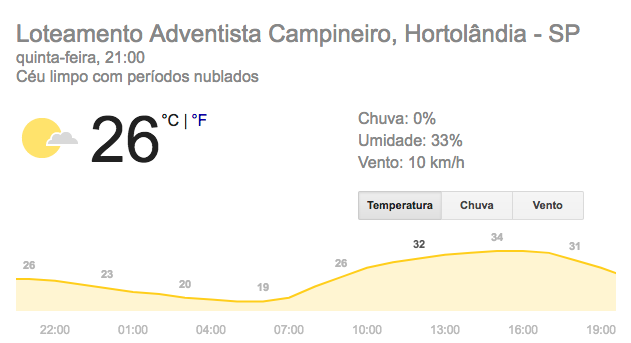 Loteamento Adventista Campineiro, Hortolândia - SP
quinta-feira, 21:00
Céu limpo com períodos nublados
26 °C | °F
Chuva: 0%
Umidade: 33%
Vento: 10 km/h
Temperatura Chuva Vento
26 23 20 19 26 32 34 31
22:00 01:00 04:00 07:00 10:00 13:00 16:00 19:00